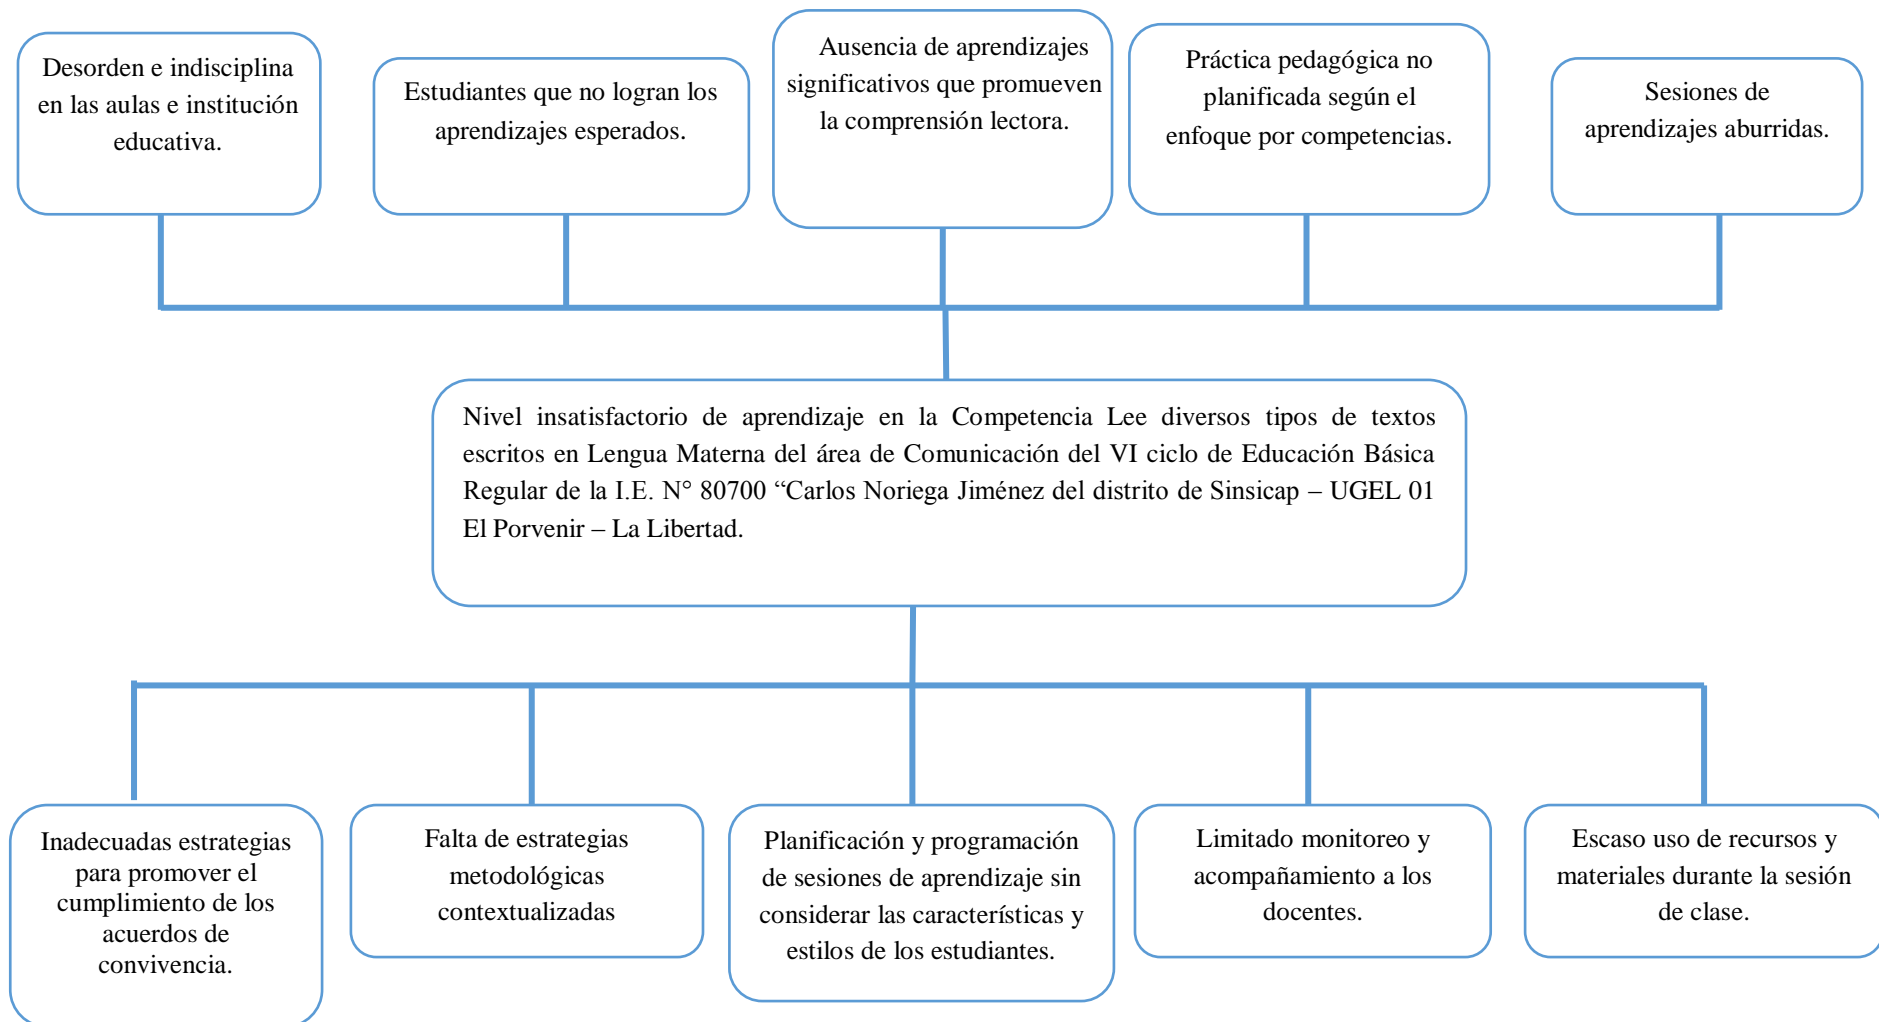 Desorden e indisciplina
en las aulas e institución
educativa.
Estudiantes que no logran los
aprendizajes esperados.
Ausencia de aprendizajes
significativos que promueven
la comprensión lectora.
Práctica pedagógica no
planificada según el
enfoque por competencias.
Sesiones de
aprendizajes aburridas.
Nivel insatisfactorio de aprendizaje en la Competencia Lee diversos tipos de textos
escritos en Lengua Materna del área de Comunicación del VI ciclo de Educación Básica
Regular de la I.E. N° 80700 “Carlos Noriega Jiménez del distrito de Sinsicap – UGEL 01
El Porvenir – La Libertad.
Inadecuadas estrategias
para promover el
cumplimiento de los
acuerdos de
convivencia.
Falta de estrategias
metodológicas
contextualizadas
Planificación y programación
de sesiones de aprendizaje sin
considerar las características y
estilos de los estudiantes.
Limitado monitoreo y
acompañamiento a los
docentes.
Escaso uso de recursos y
materiales durante la sesión
de clase.